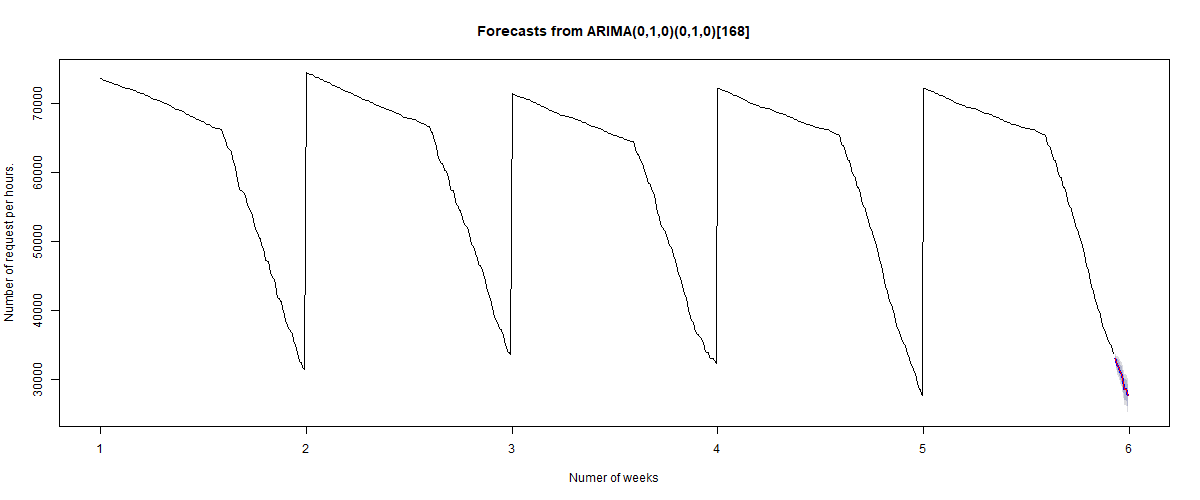 Forecasts from ARIMA(0,1,0)(0,1,0)[168]
Number of request per hours.
70000
60000
50000
40000
30000
1 2 3 4 5 6
Numer of weeks